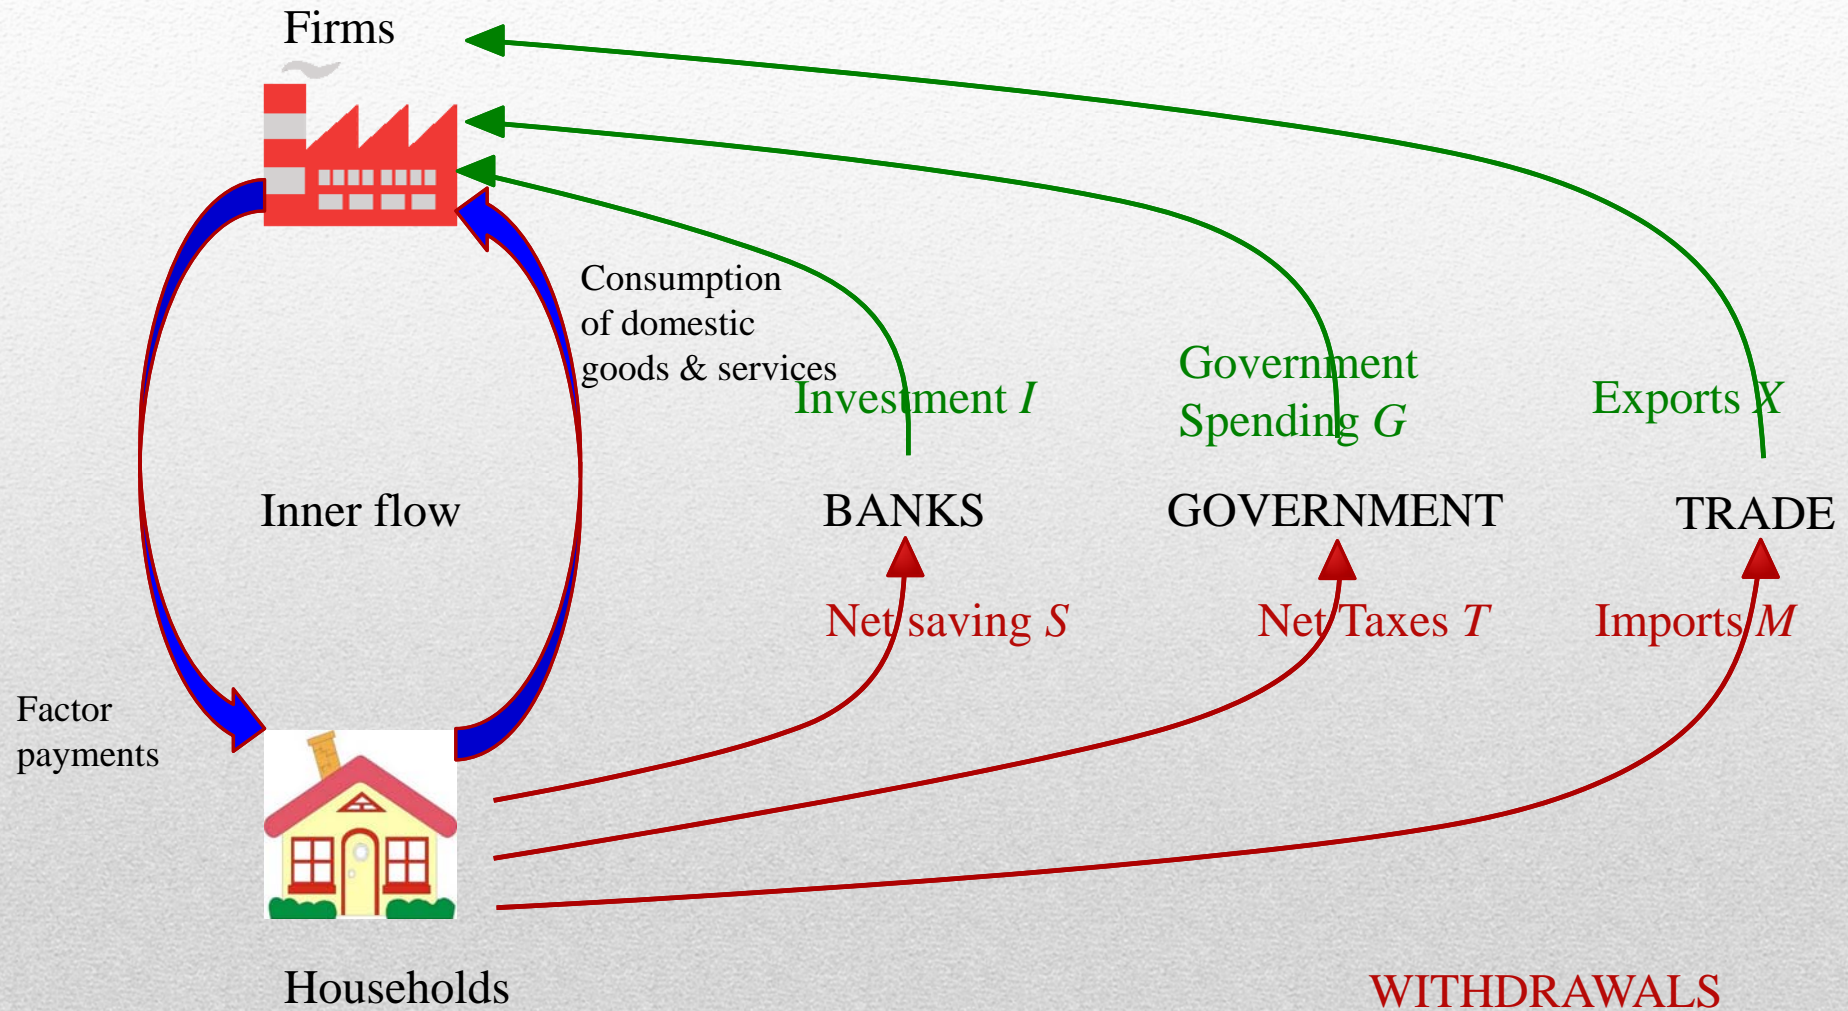 Firms
Consumption
of domestic
goods & services
Investment I
Government
Spending G
Exports X
Inner flow
BANKS
GOVERNMENT
TRADE
Net saving S
Net Taxes T
Imports M
Factor
payments
Households
WITHDRAWALS